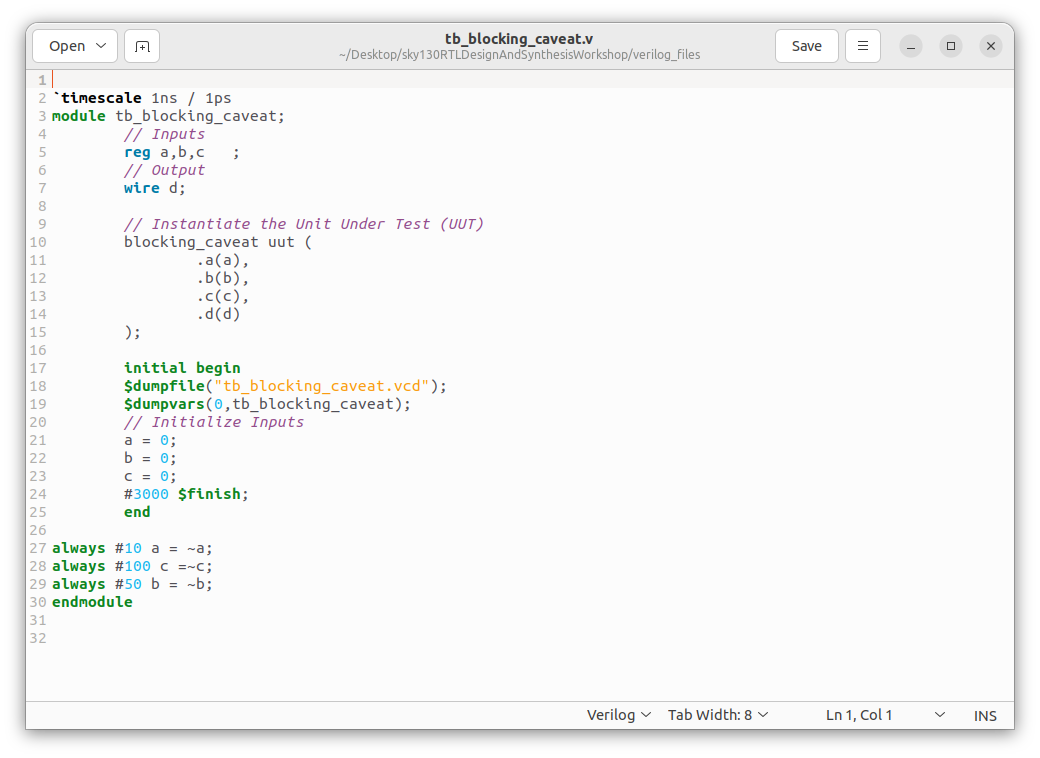 Open
tb_blocking_caveat.v
~/Desktop/sky130RTLDesignAndSynthesisWorkshop/verilog_files
Save
1
2 `timescale 1ns / 1ps
3 module tb_blocking_caveat;
4         // Inputs
5         reg a,b,c   ;
6         // Output
7         wire d;
8
9         // Instantiate the Unit Under Test (UUT)
10         blocking_caveat uut (
11                 .a(a),
12                 .b(b),
13                 .c(c),
14                 .d(d)
15         );
16
17         initial begin
18         $dumpfile("tb_blocking_caveat.vcd");
19         $dumpvars(0,tb_blocking_caveat);
20         // Initialize Inputs
21         a = 0;
22         b = 0;
23         c = 0;
24         #3000 $finish;
25         end
26
27 always #10 a = ~a;
28 always #100 c =~c;
29 always #50 b = ~b;
30 endmodule
31
32
Verilog Tab Width: 8 Ln 1, Col 1 INS